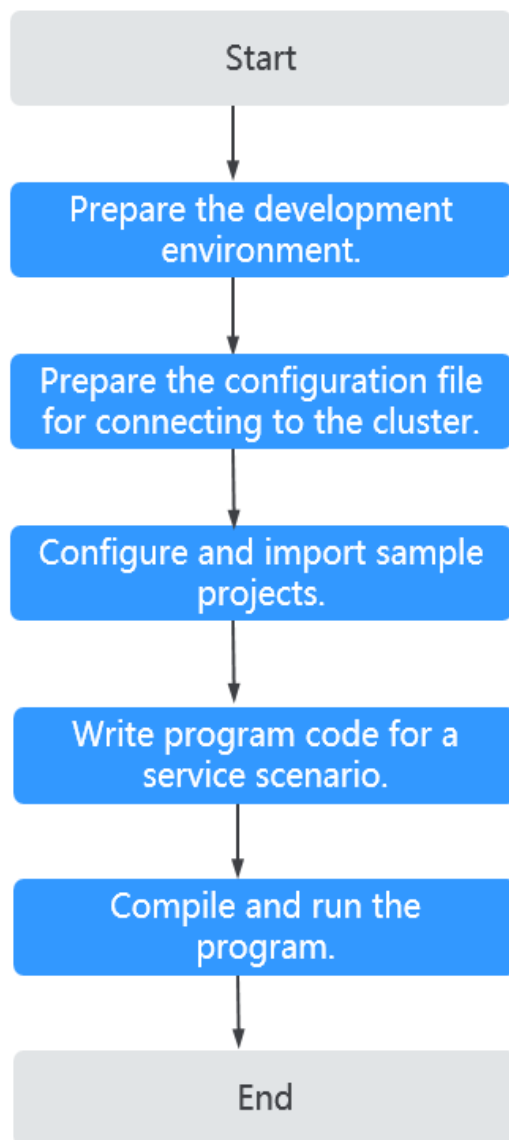 Start
Prepare the development
environment.
Prepare the configuration file
for connecting to the cluster.
Configure and import sample
projects.
Write program code for a
service scenario.
Compile and run the
program.
End